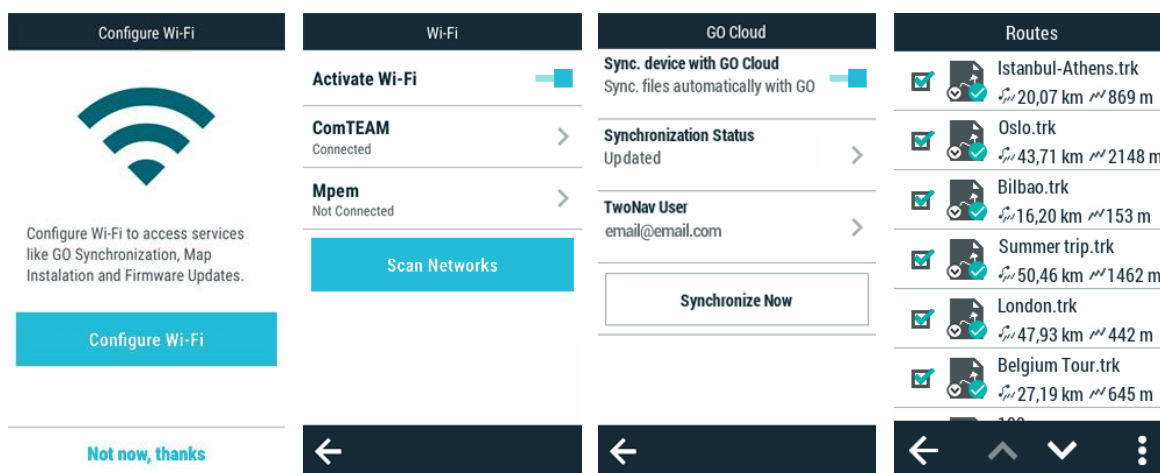 Configure Wi-Fi
Configure Wi-Fi to access services
like GO Synchronization, Map
Instalation and Firmware Updates.
Configure Wi-Fi
Not now, thanks
Wi-Fi
Activate Wi-Fi
ComTEAM
Connected
Mpem
Not Connected
Scan Networks
GO Cloud
Sync. device with GO Cloud
Sync. files automatically with GO
Synchronization Status
Updated
TwoNav User
email@email.com
Synchronize Now
Routes
Istanbul-Athens.trk
20,07 km 869 m
Oslo.trk
43,71 km 2148 m
Bilbao.trk
16,20 km 153 m
Summer trip.trk
50,46 km 1462 m
London.trk
47,93 km 442 m
Belgium Tour.trk
27,19 km 645 m